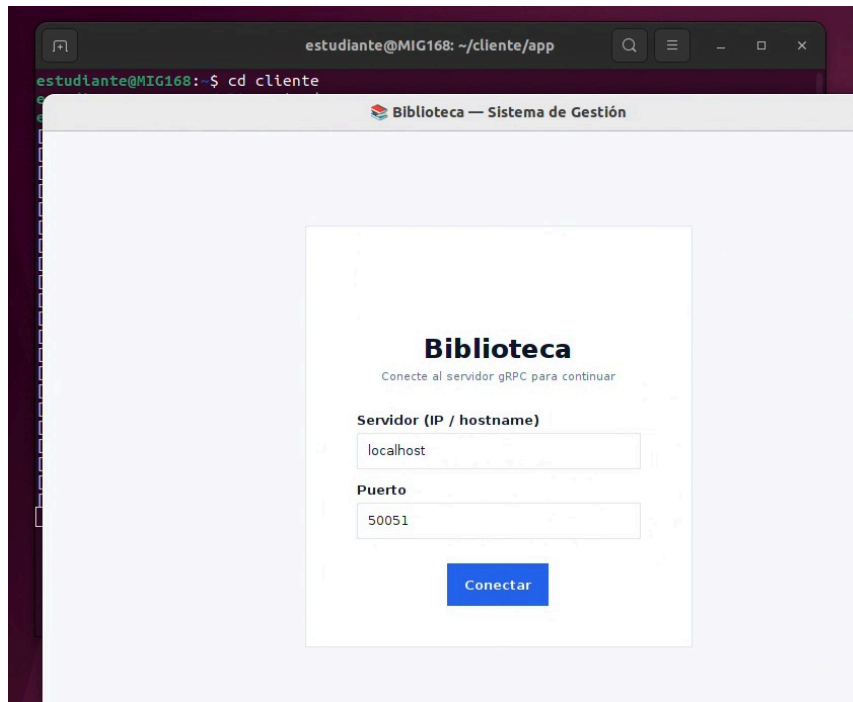 estudiante@MIG168: ~/cliente/app
estudiante@MIG168:~$ cd cliente
📚 Biblioteca — Sistema de Gestión
Biblioteca
Conecte al servidor gRPC para continuar
Servidor (IP / hostname)
localhost
Puerto
50051
Conectar